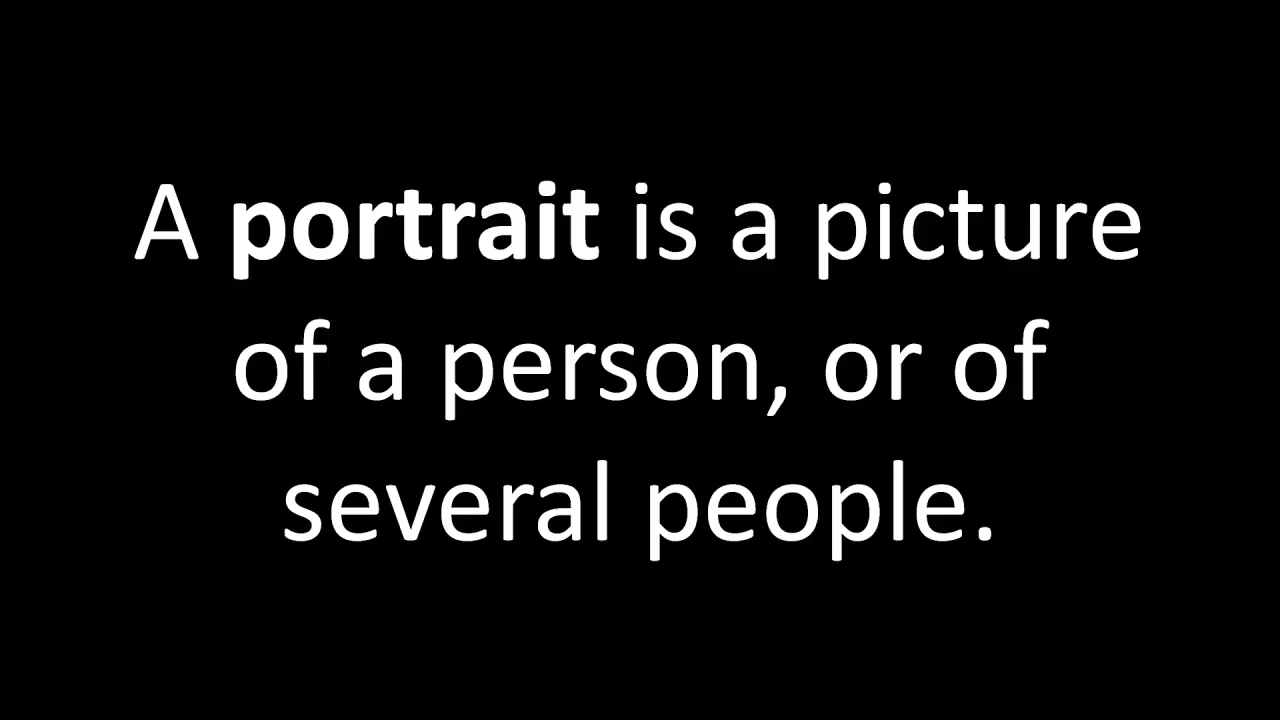 A portrait is a picture
of a person, or of
several people.